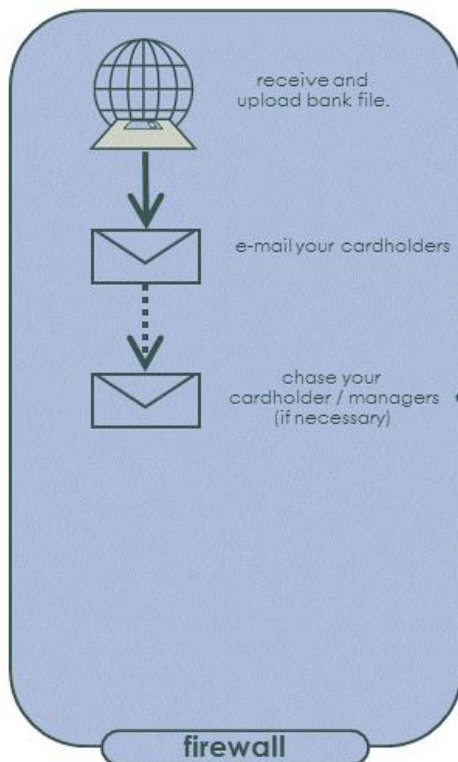 receive and
upload bank file.
e-mail your cardholders
chase your
cardholder / managers
(if necessary)
firewall